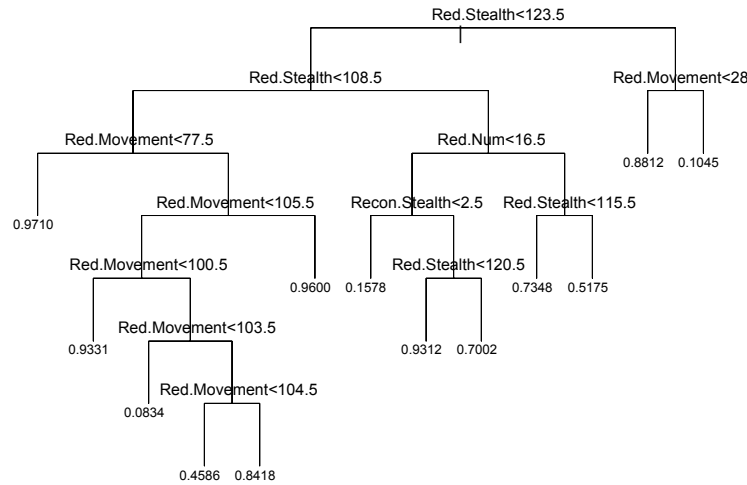 Red.Stealth<123.5
Red.Stealth<108.5
Red.Movement<28
Red.Movement<77.5
Red.Num<16.5
0.8812
0.1045
0.9710
Red.Movement<105.5
Recon.Stealth<2.5
Red.Stealth<115.5
Red.Movement<100.5
0.9600
0.1578
Red.Stealth<120.5
0.7348
0.5175
0.9331
Red.Movement<103.5
0.9312
0.7002
0.0834
Red.Movement<104.5
0.4586
0.8418